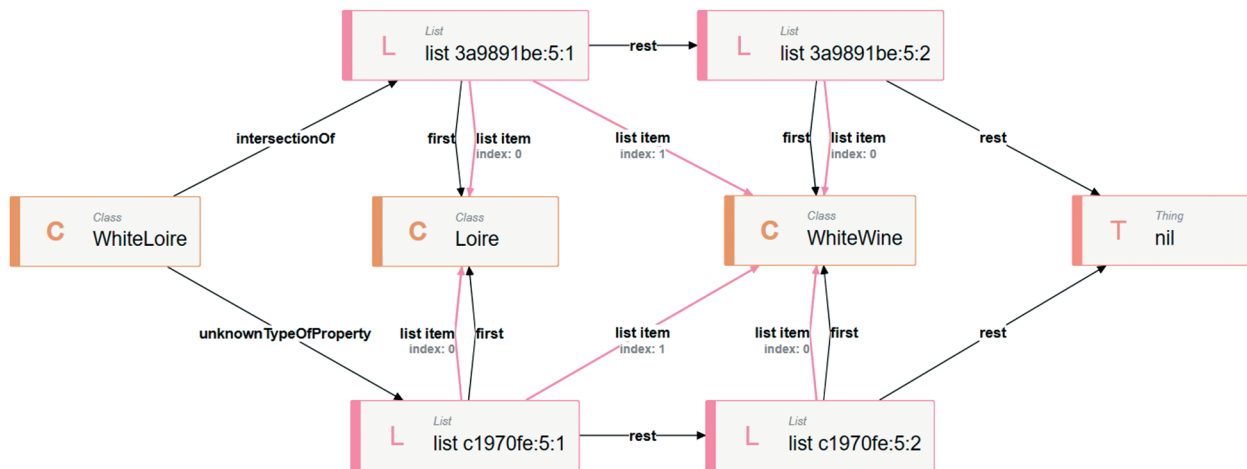 L
List
list 3a9891be:5:1
rest
L
List
list 3a9891be:5:2
intersectionOf
first
list item
index: 0
list item
index: 1
first
list item
index: 0
rest
C
Class
WhiteLoire
C
Class
Loire
C
Class
WhiteWine
T
Thing
nil
unknownTypeOfProperty
list item
index: 0
first
list item
index: 1
list item
index: 0
first
rest
L
List
list c1970fe:5:1
rest
L
List
list c1970fe:5:2